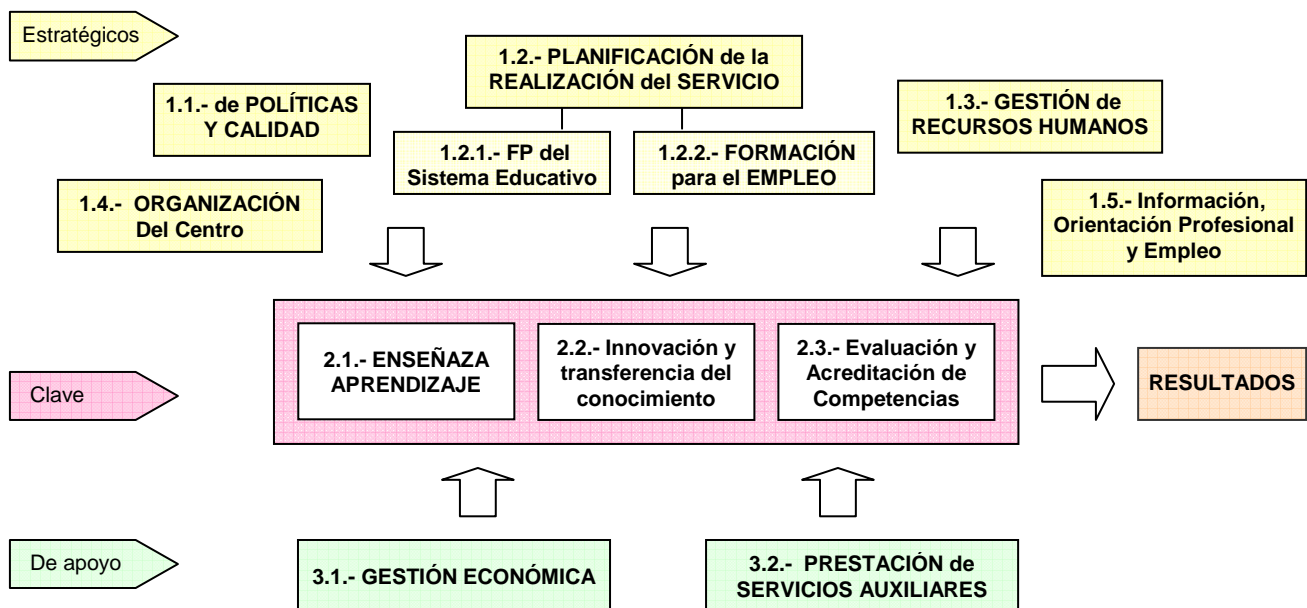 Estratégicos
1.2.- PLANIFICACIÓN de la
REALIZACIÓN del SERVICIO
1.1.- de POLÍTICAS
Y CALIDAD
1.3.- GESTIÓN de
RECURSOS HUMANOS
1.2.1.- FP del
Sistema Educativo
1.2.2.- FORMACIÓN
para el EMPLEO
1.4.- ORGANIZACIÓN
Del Centro
1.5.- Información,
Orientación Profesional
y Empleo
Clave
2.1.- ENSEÑAZA
APRENDIZAJE
2.2.- Innovación y
transferencia del
conocimiento
2.3.- Evaluación y
Acreditación de
Competencias
RESULTADOS
De apoyo
3.1.- GESTIÓN ECONÓMICA
3.2.- PRESTACIÓN de
SERVICIOS AUXILIARES